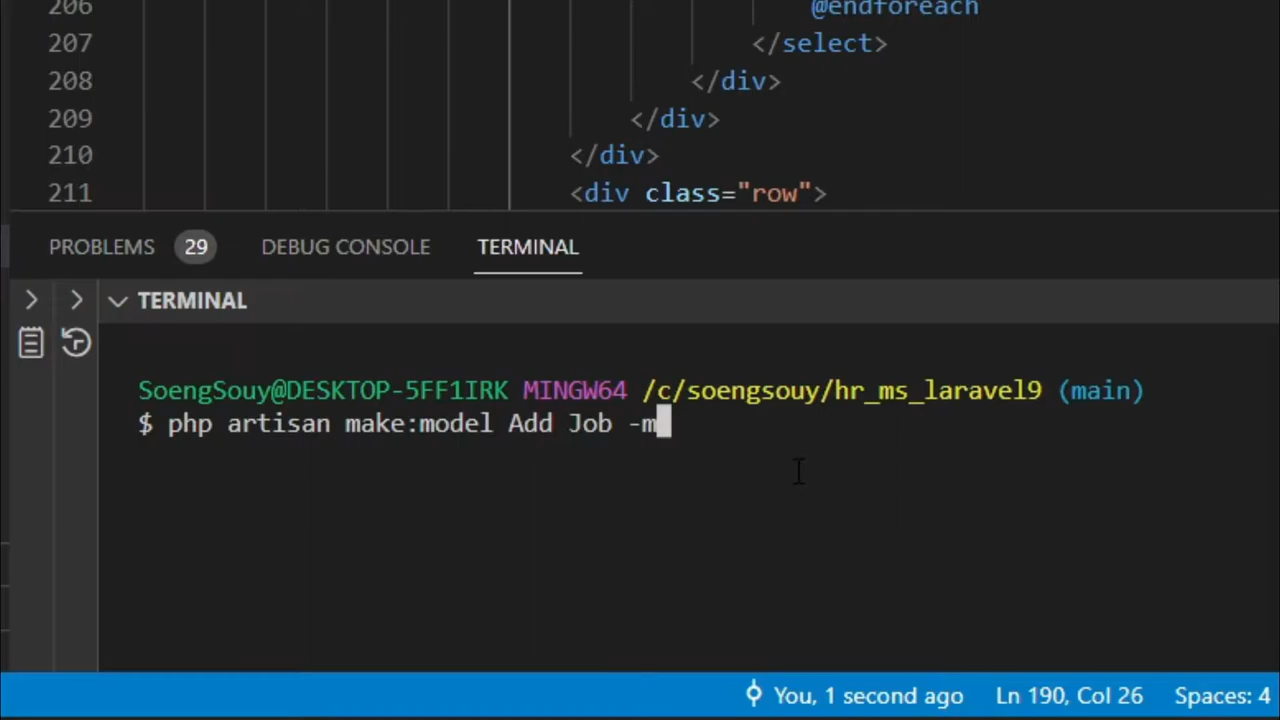 206 @endforeach
207 </select>
208 </div>
209 </div>
210 </div>
211 <div class="row">
PROBLEMS 29 DEBUG CONSOLE TERMINAL
TERMINAL
SoengSouy@DESKTOP-5FF1IRK MINGW64 /c/soengsouy/hr_ms_laravel9 (main)
$ php artisan make:model Add Job -m
You, 1 second ago Ln 190, Col 26 Spaces: 4